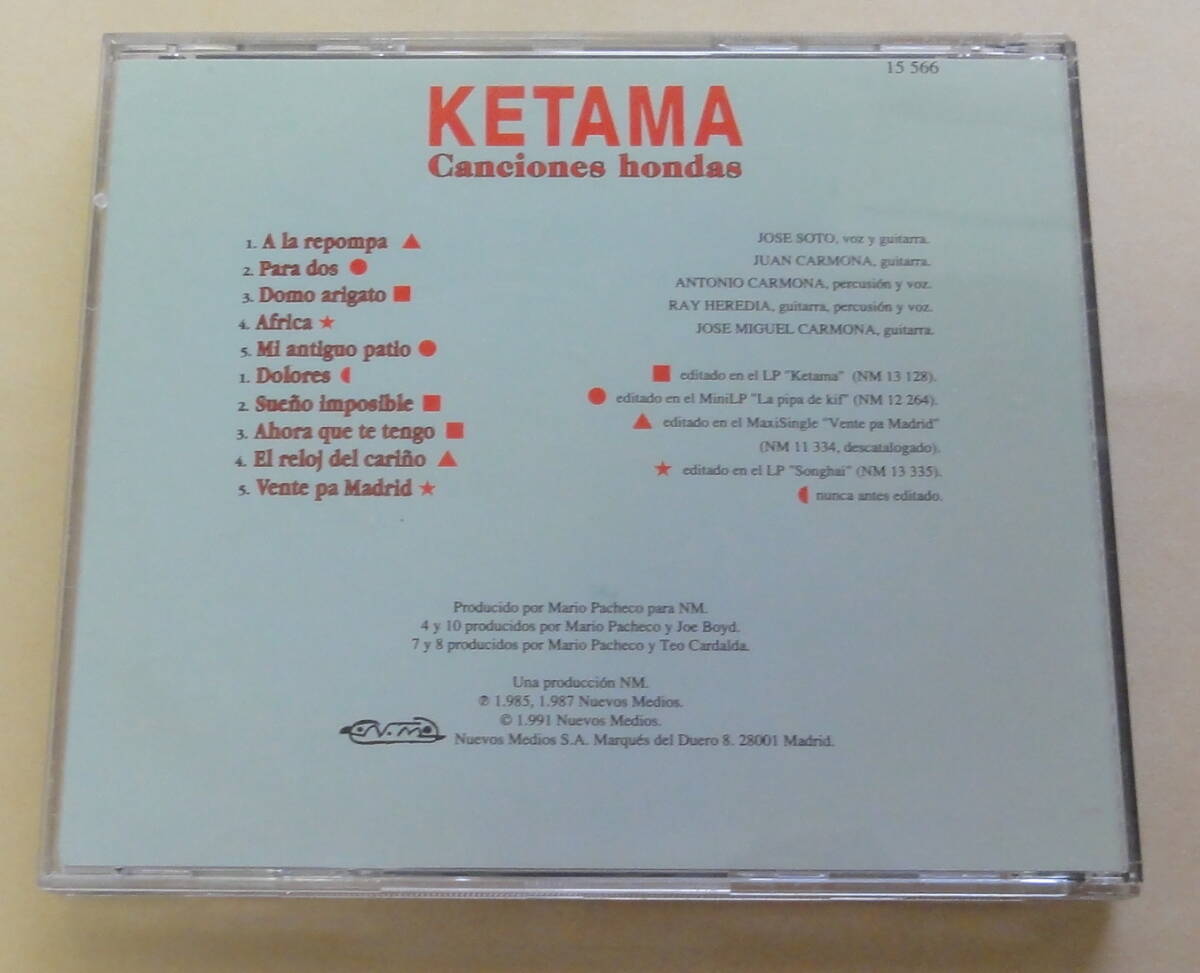 15 566
KETAMA
Canciones hondas
1. A la repompa ▲
2. Para dos ●
3. Domo arigato ■
4. Africa ★
5. Mi antiguo patio ●
1. Dolores ◖
2. Sueño imposible ■
3. Ahora que te tengo ■
4. El reloj del cariño ▲
5. Vente pa Madrid ★
JOSE SOTO, voz y guitarra.
JUAN CARMONA, guitarra.
ANTONIO CARMONA, percusión y voz.
RAY HEREDIA, guitarra, percusión y voz.
JOSE MIGUEL CARMONA, guitarra.
■ editado en el LP "Ketama" (NM 13 128).
● editado en el MiniLP "La pipa de kif" (NM 12 264).
▲ editado en el MaxiSingle "Vente pa Madrid"
(NM 11 334, descatalogado).
★ editado en el LP "Songhai" (NM 13 335).
◖ nunca antes editado.
Producido por Mario Pacheco para NM.
4 y 10 producidos por Mario Pacheco y Joe Boyd.
7 y 8 producidos por Mario Pacheco y Teo Cardalda.
Una producción NM.
℗ 1.985, 1.987 Nuevos Medios.
© 1.991 Nuevos Medios.
N.M
Nuevos Medios S.A. Marqués del Duero 8. 28001 Madrid.